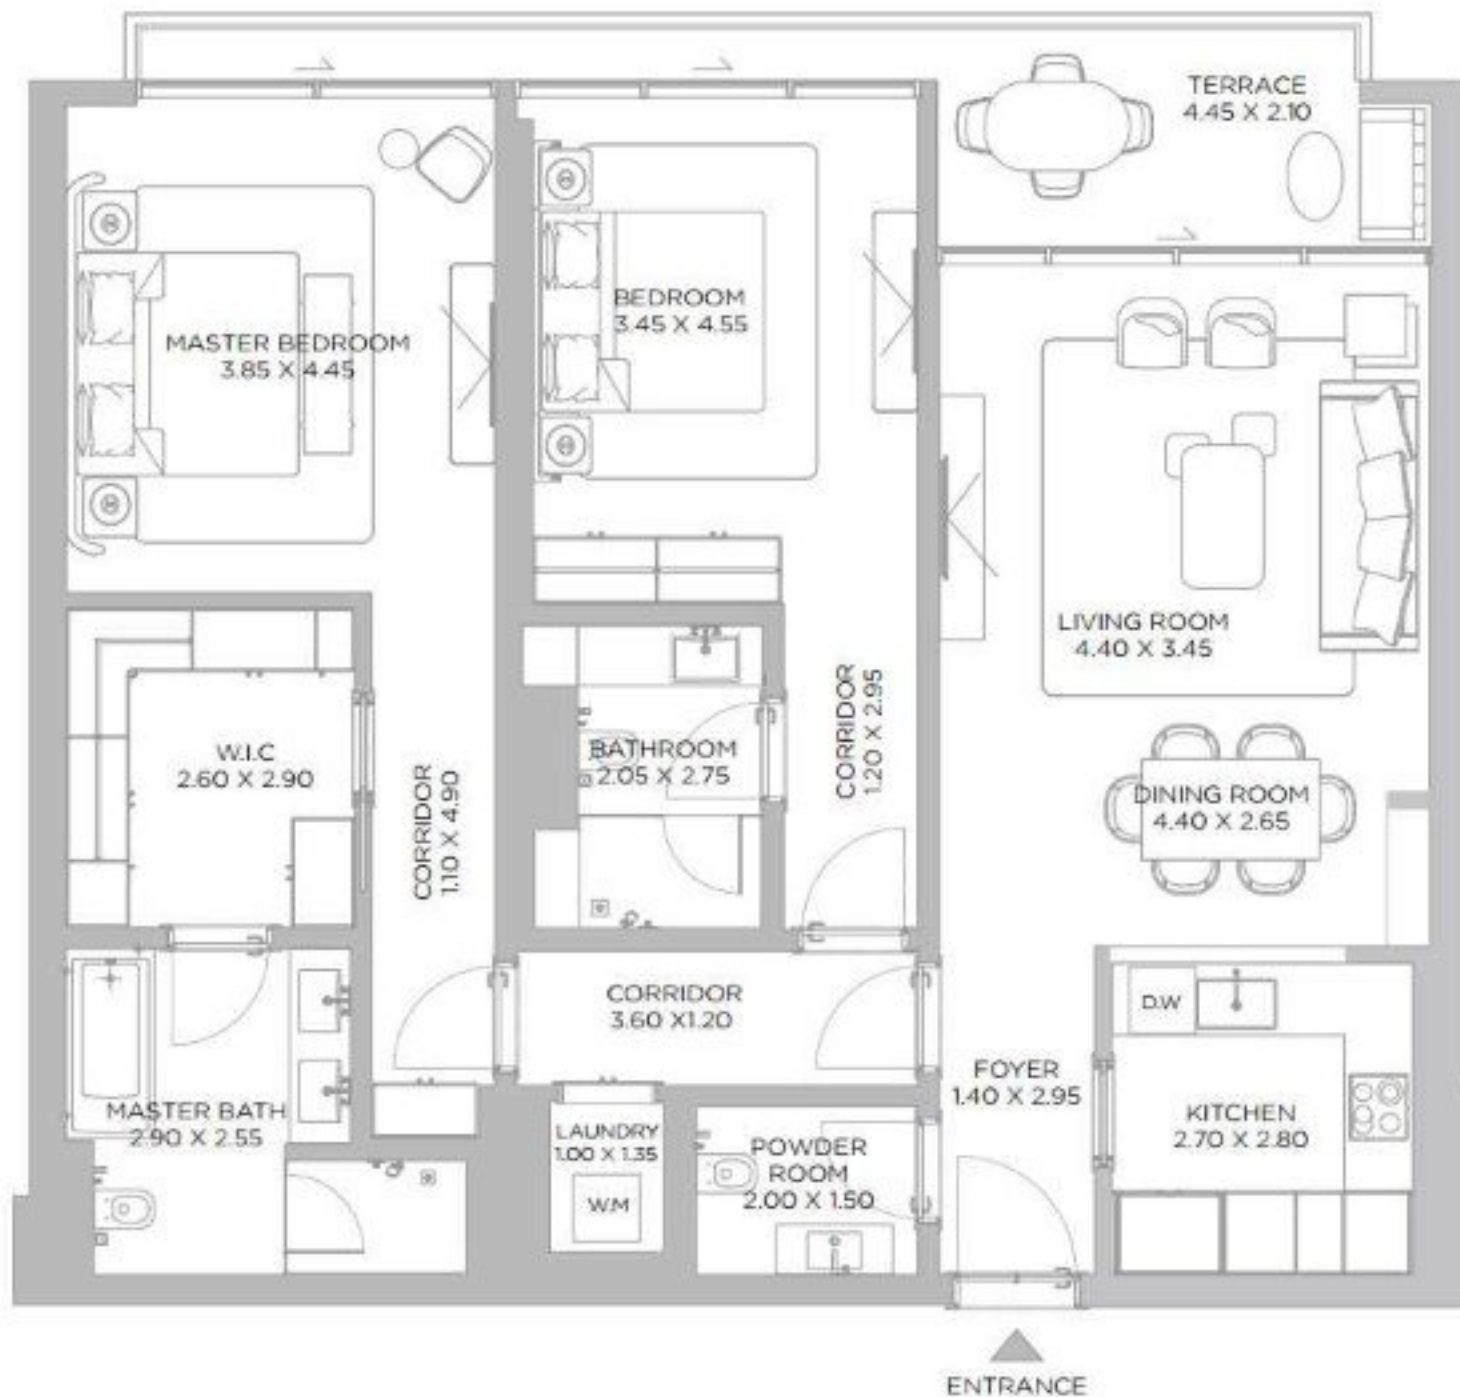 TERRACE
4.45 X 2.10
BEDROOM
3.45 X 4.55
MASTER BEDROOM
3.85 X 4.45
LIVING ROOM
4.40 X 3.45
W.I.C
2.60 X 2.90
BATHROOM
2.05 X 2.75
CORRIDOR
1.20 X 2.95
CORRIDOR
1.10 X 4.90
DINING ROOM
4.40 X 2.65
CORRIDOR
3.60 X1.20
D.W
FOYER
1.40 X 2.95
MASTER BATH
2.90 X 2.55
LAUNDRY
1.00 X 1.35
W.M
POWDER
ROOM
2.00 X 1.50
KITCHEN
2.70 X 2.80
ENTRANCE